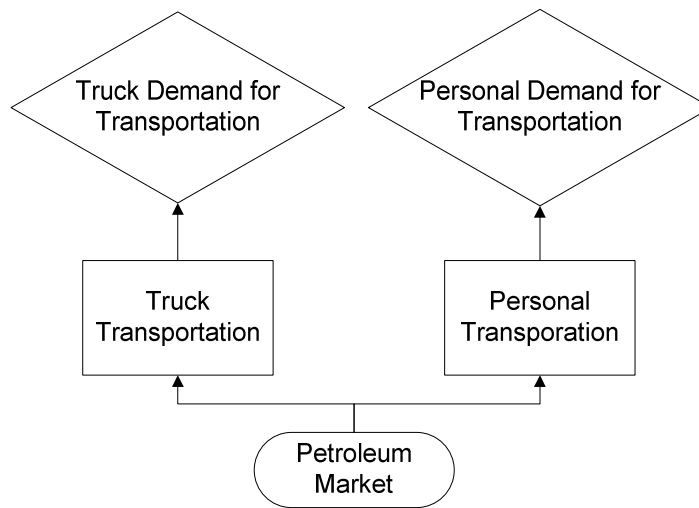 Truck Demand for
Transportation
Personal Demand for
Transportation
Truck
Transportation
Personal
Transporation
Petroleum
Market